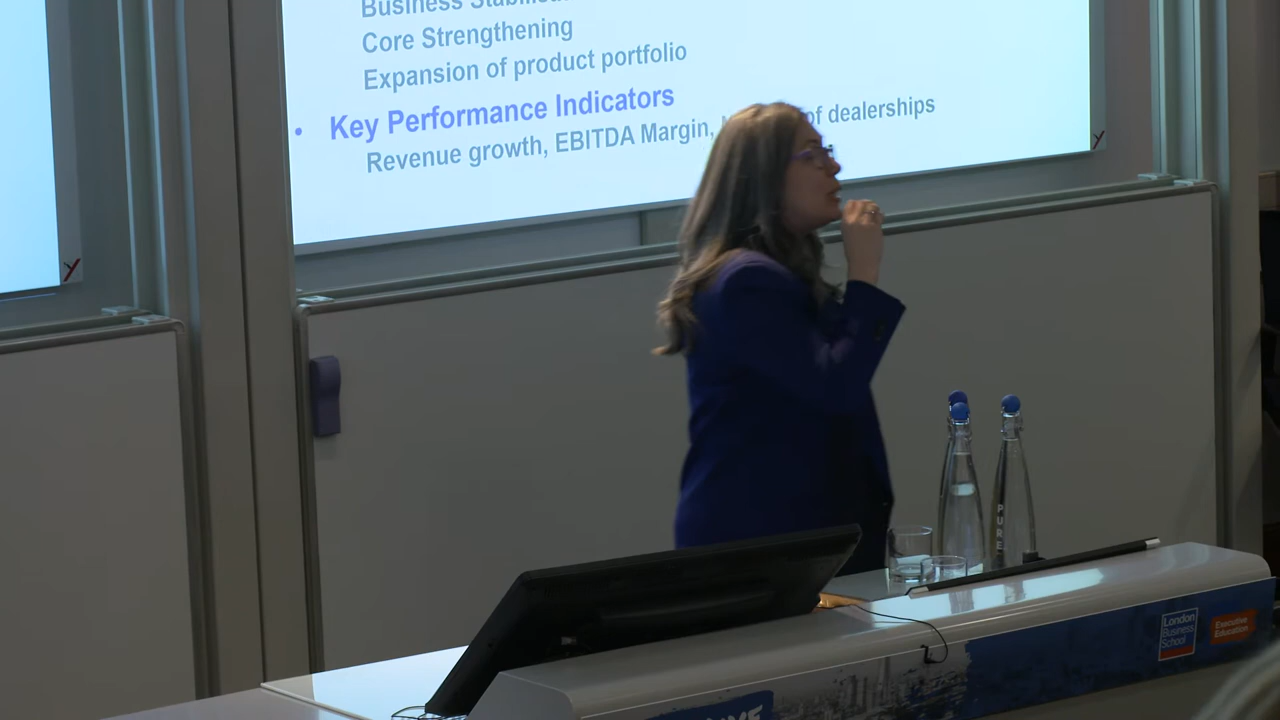 Business
Core Strengthening
Expansion of product portfolio
• Key Performance Indicators
Revenue growth, EBITDA Margin, of dealerships
PURE
London
Business
School
Executive
Education